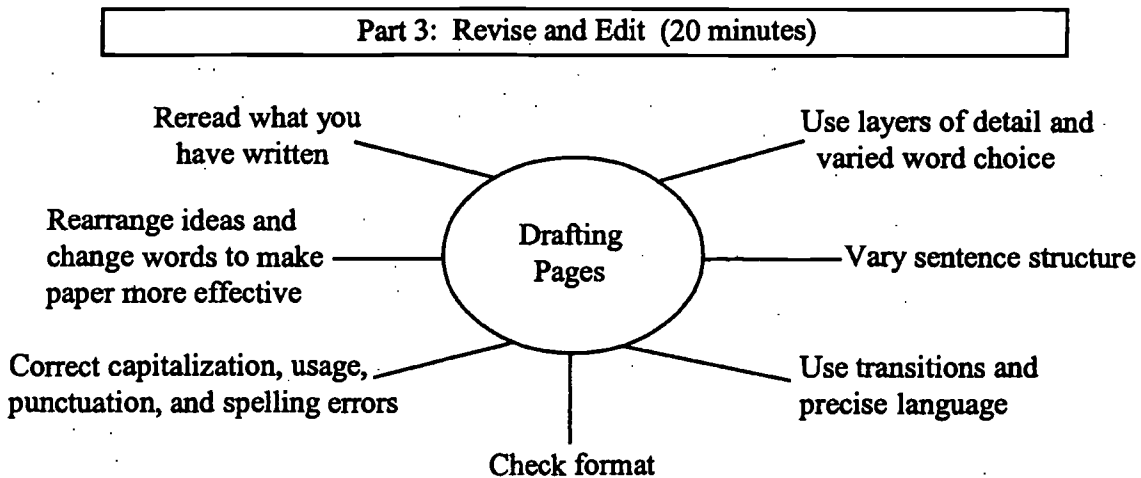 Part 3: Revise and Edit (20 minutes)
Reread what you
have written
Use layers of detail and
varied word choice
Rearrange ideas and
change words to make
paper more effective
Drafting
Pages
Vary sentence structure
Correct capitalization, usage,
punctuation, and spelling errors
Use transitions and
precise language
Check format